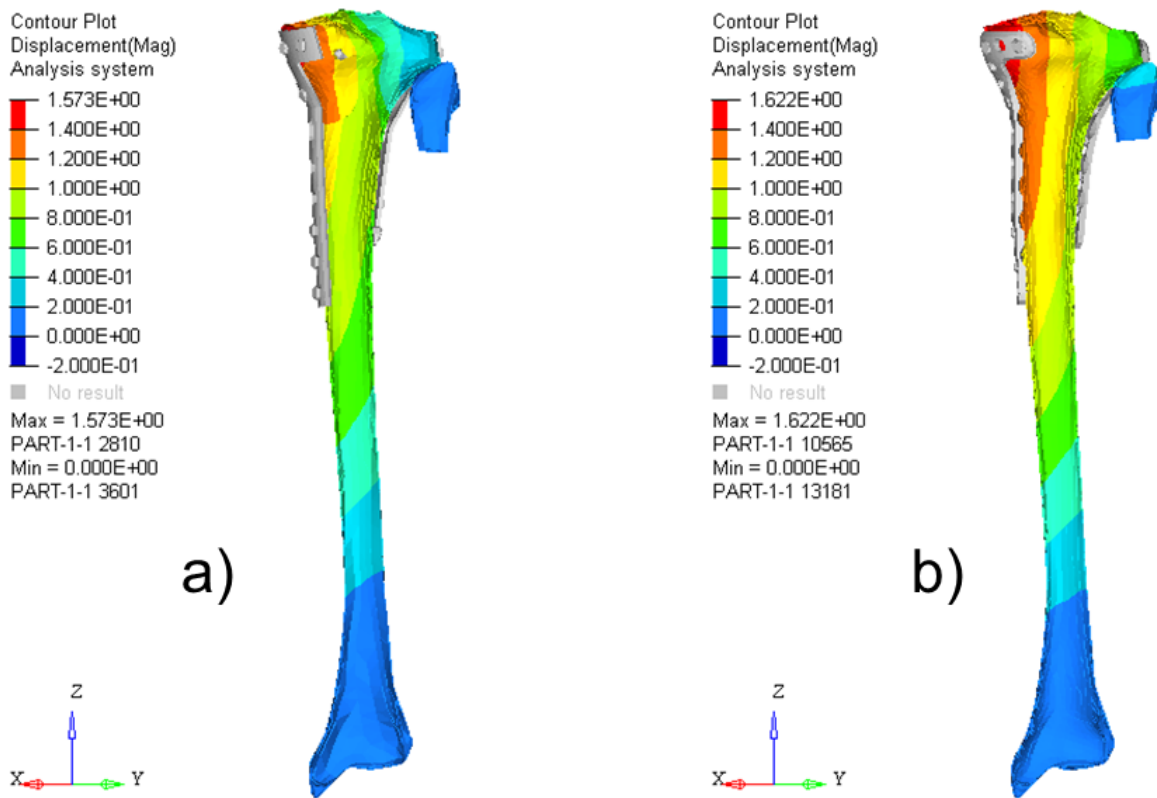 Contour Plot
Displacement(Mag)
Analysis system
1.573E+00
1.400E+00
1.200E+00
1.000E+00
8.000E-01
6.000E-01
4.000E-01
2.000E-01
0.000E+00
-2.000E-01
No result
Max = 1.573E+00
PART-1-1 2810
Min = 0.000E+00
PART-1-1 3601
a)
Z
X
Y
Contour Plot
Displacement(Mag)
Analysis system
1.622E+00
1.400E+00
1.200E+00
1.000E+00
8.000E-01
6.000E-01
4.000E-01
2.000E-01
0.000E+00
-2.000E-01
No result
Max = 1.622E+00
PART-1-1 10565
Min = 0.000E+00
PART-1-1 13181
b)
Z
X
Y